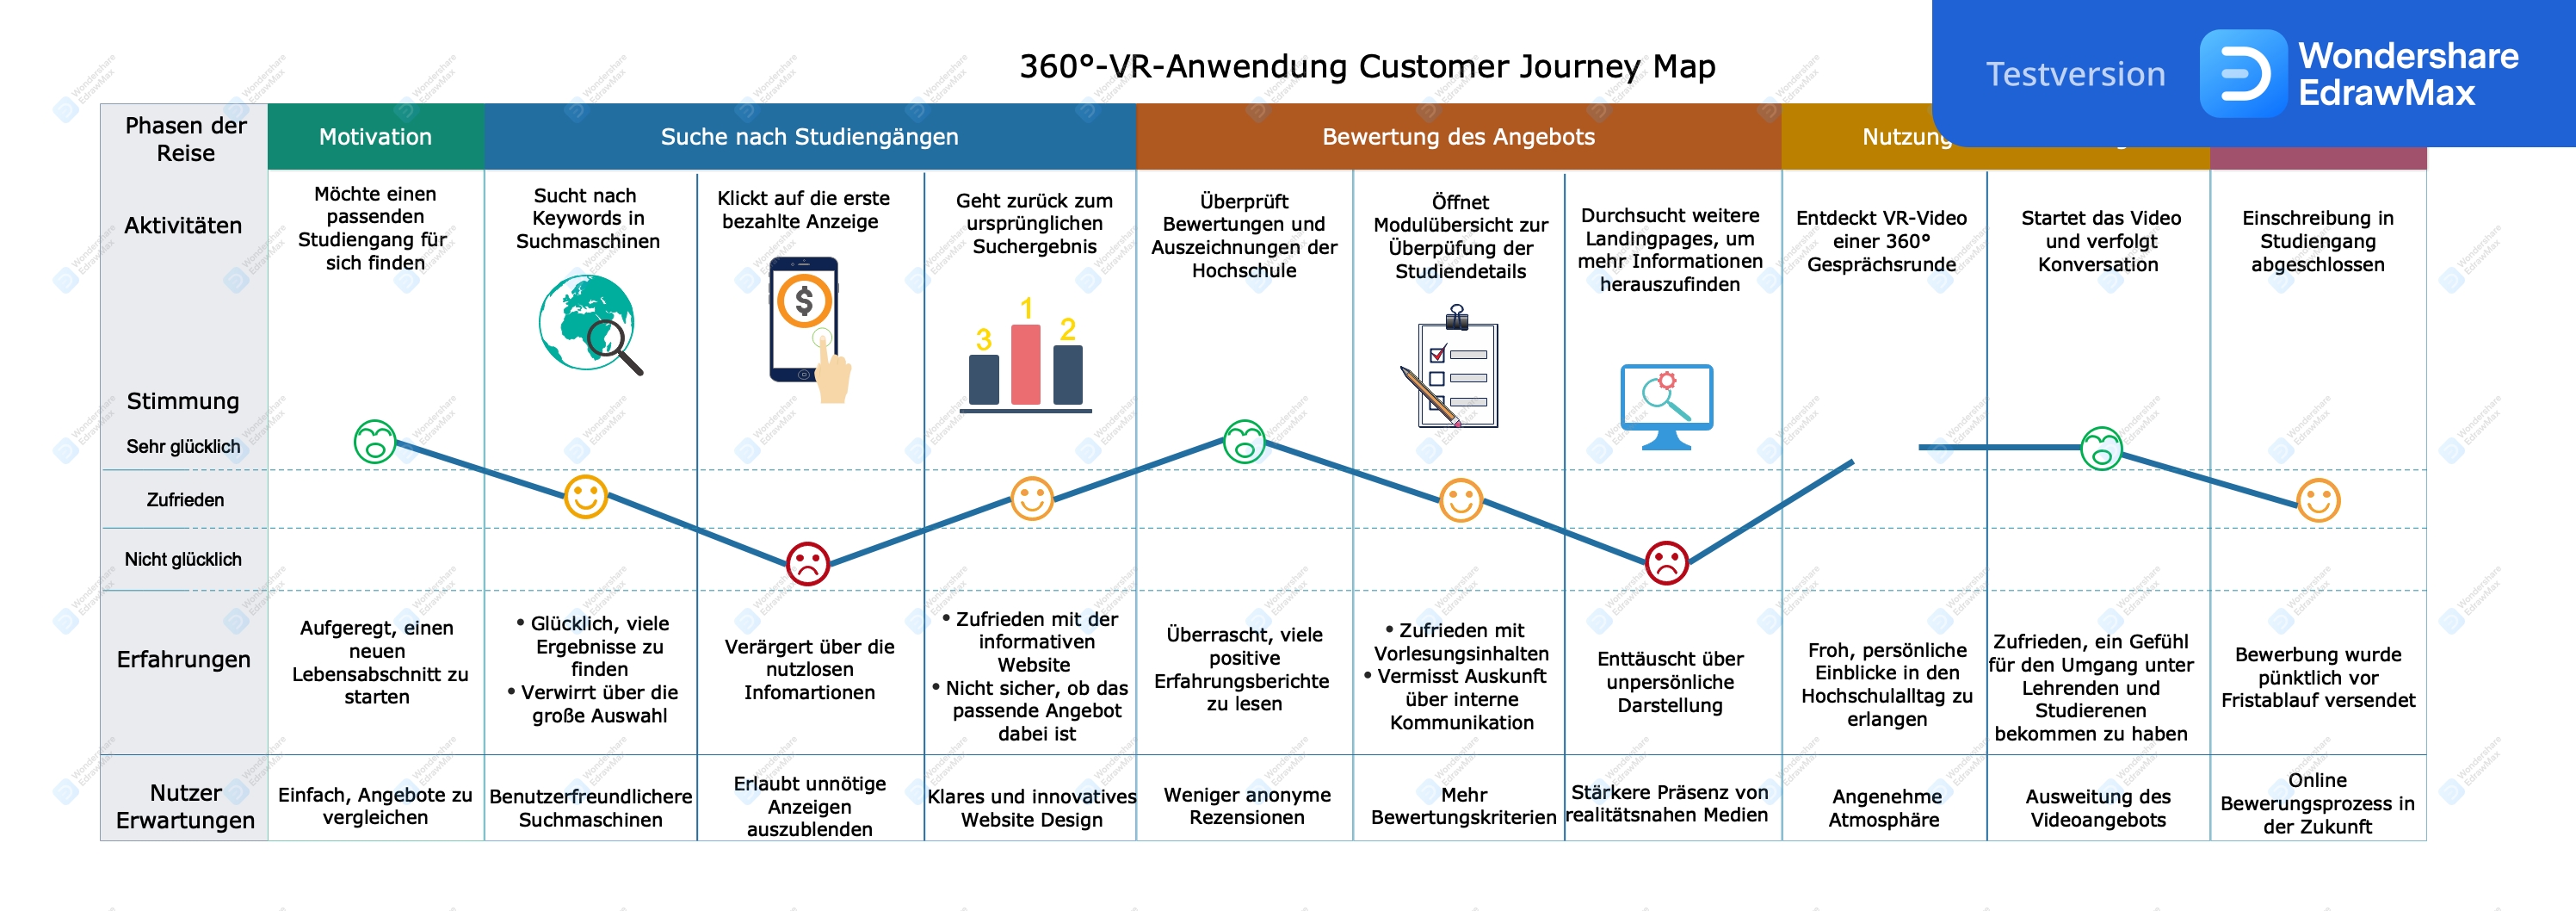 360°-VR-Anwendung Customer Journey Map
Testversion
Wondershare
EdrawMax
Phasen der
Reise
Motivation
Suche nach Studiengängen
Bewertung des Angebots
Aktivitäten
Möchte einen
passenden
Studiengang für
sich finden
Sucht nach
Keywords in
Suchmaschinen
Klickt auf die erste
bezahlte Anzeige
$
Geht zurück zum
ursprünglichen
Suchergebnis
3
1
2
Überprüft
Bewertungen und
Auszeichnungen der
Hochschule
Öffnet
Modulübersicht zur
Überpüfung der
Studiendetails
Durchsucht weitere
Landingpages, um
mehr Informationen
herauszufinden
Entdeckt VR-Video
einer 360°
Gesprächsrunde
Startet das Video
und verfolgt
Konversation
Einschreibung in
Studiengang
abgeschlossen
Stimmung
Sehr glücklich
Zufrieden
Nicht glücklich
Erfahrungen
Aufgeregt, einen
neuen
Lebensabschnitt zu
starten
• Glücklich, viele
Ergebnisse zu
finden
• Verwirrt über die
große Auswahl
Verärgert über die
nutzlosen
Infomartionen
• Zufrieden mit der
informativen
Website
• Nicht sicher, ob das
passende Angebot
dabei ist
Überrascht, viele
positive
Erfahrungsberichte
zu lesen
• Zufrieden mit
Vorlesungsinhalten
• Vermisst Auskunft
über interne
Kommunikation
Enttäuscht über
unpersönliche
Darstellung
Froh, persönliche
Einblicke in den
Hochschulalltag zu
erlangen
Zufrieden, ein Gefühl
für den Umgang unter
Lehrenden und
Studierenen
bekommen zu haben
Bewerbung wurde
pünktlich vor
Fristablauf versendet
Nutzer
Erwartungen
Einfach, Angebote zu
vergleichen
Benutzerfreundlichere
Suchmaschinen
Erlaubt unnötige
Anzeigen
auszublenden
Klares und innovatives
Website Design
Weniger anonyme
Rezensionen
Mehr
Bewertungskriterien
Stärkere Präsenz von
realitätsnahen Medien
Angenehme
Atmosphäre
Ausweitung des
Videoangebots
Online
Bewerungsprozess in
der Zukunft